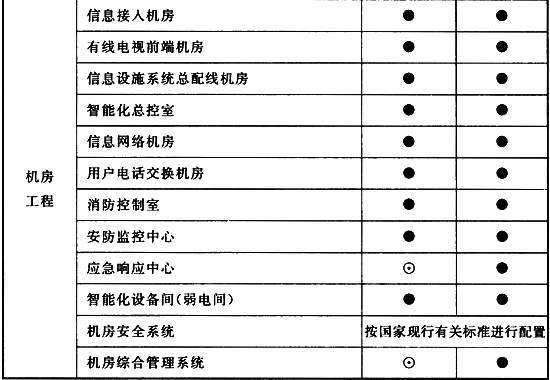 信息接入机房 ● ●
有线电视前端机房 ● ●
信息设施系统总配线机房 ● ●
智能化总控室 ● ●
信息网络机房 ● ●
机房
工程
用户电话交换机房 ● ●
消防控制室 ● ●
安防监控中心 ● ●
应急响应中心 ⊙ ●
智能化设备间(弱电间) ● ●
机房安全系统 按国家现行有关标准进行配置
机房综合管理系统 ⊙ ●